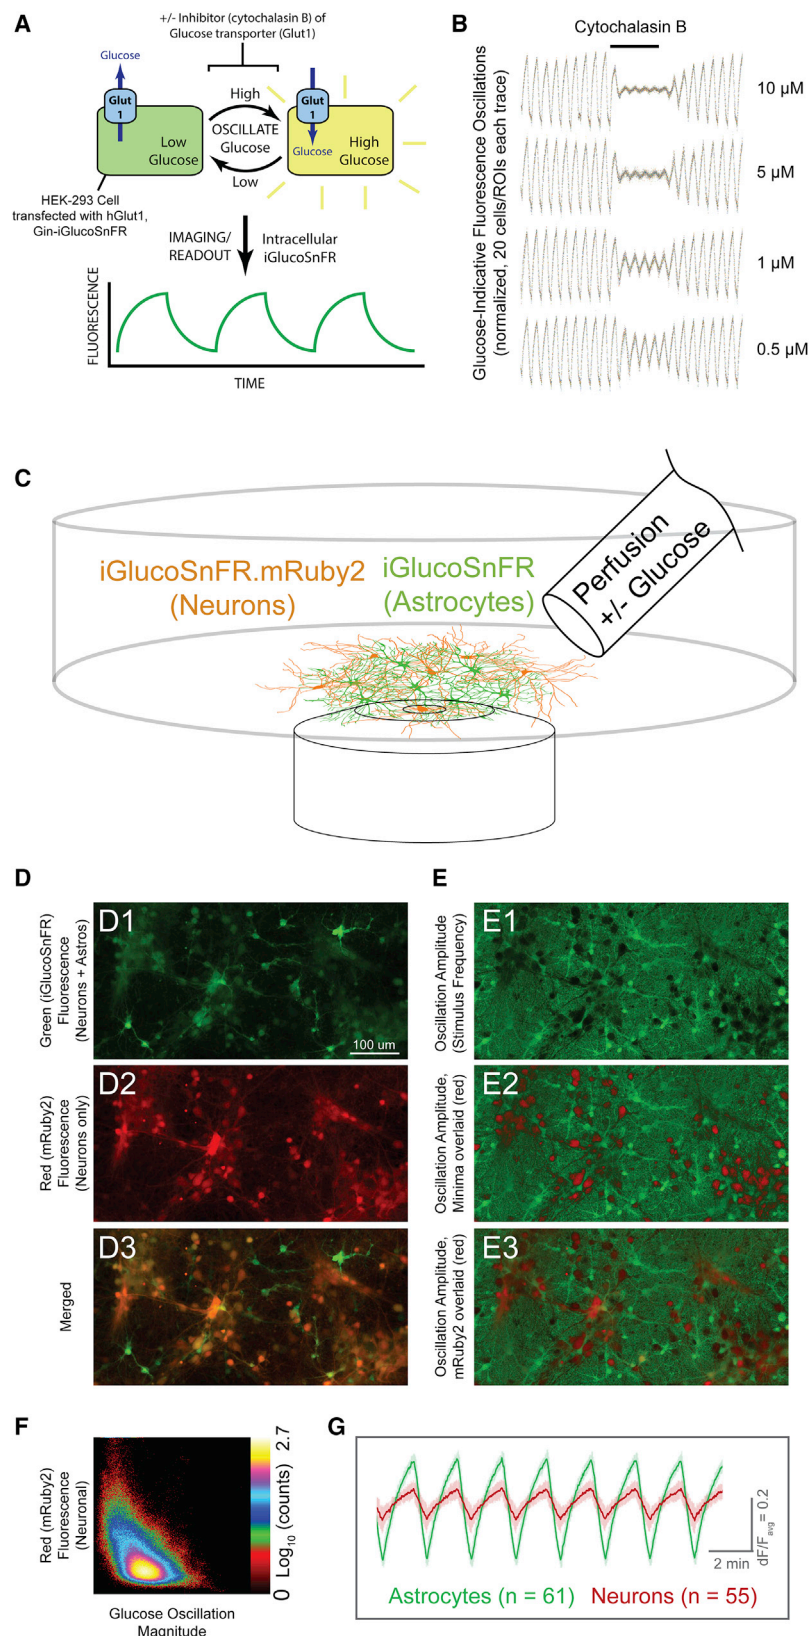 A
+/- Inhibitor (cytochalasin B) of
Glucose transporter (Glut1)
Glucose
Glut
1
Low
Glucose
High
OSCILLATE
Glucose
Low
Glut
1
Glucose
High
Glucose
HEK-293 Cell
transfected with hGlut1,
Gin-iGlucoSnFR
IMAGING/
READOUT
Intracellular
iGlucoSnFR
FLUORESCENCE
TIME
B
Cytochalasin B
Glucose-Indicative Fluorescence Oscillations
(normalized, 20 cells/ROIs each trace)
10 µM
5 µM
1 µM
0.5 µM
C
iGlucoSnFR.mRuby2
(Neurons)
iGlucoSnFR
(Astrocytes)
Perfusion
+/- Glucose
D
Green (iGlucoSnFR)
Fluorescence
(Neurons + Astros)
D1
100 um
Red (mRuby2)
Fluorescence
(Neurons only)
D2
Merged
D3
E
Oscillation Amplitude
(Stimulus Frequency)
E1
Oscillation Amplitude,
Minima overlaid (red)
E2
Oscillation Amplitude,
mRuby2 overlaid (red)
E3
F
Red (mRuby2)
Fluorescence
(Neuronal)
Glucose Oscillation
Magnitude
0 Log10 (counts) 2.7
G
2 min
dF/Favg = 0.2
Astrocytes (n = 61) Neurons (n = 55)